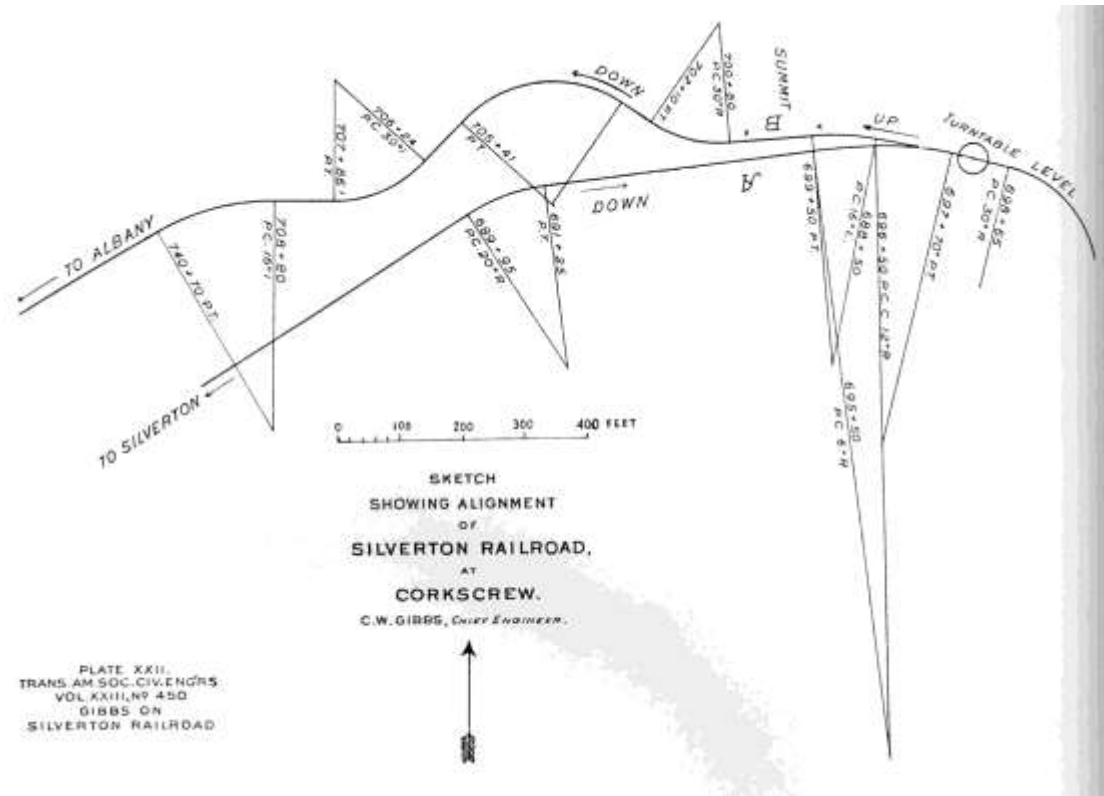 DOWN
UP.
TURNTABLE
LEVEL
SUMMIT
B
A
DOWN
TO ALBANY
TO SILVERTON
740+70 P.T.
708+80
P.C. 16°
707+86
P.T.
706+24
P.C. 30°
705+41
P.T.
702+10 P.T.
700+80
P.C. 30°R
689+95
P.C. 20°R
691+25
P.T.
699+50 P.T.
698+50
P.C. 16°L.
696+50 P.C.C. 12°R
697+70 P.T.
698+65
P.C. 30°R
695+50
P.C. 6°R
0 100 200 300 400 FEET
SKETCH
SHOWING ALIGNMENT
OF
SILVERTON RAILROAD,
AT
CORKSCREW.
C.W. GIBBS, CHIEF ENGINEER.
PLATE XXII.
TRANS. AM. SOC. CIV. ENG'RS
VOL. XXIII, Nº 450
GIBBS ON
SILVERTON RAILROAD